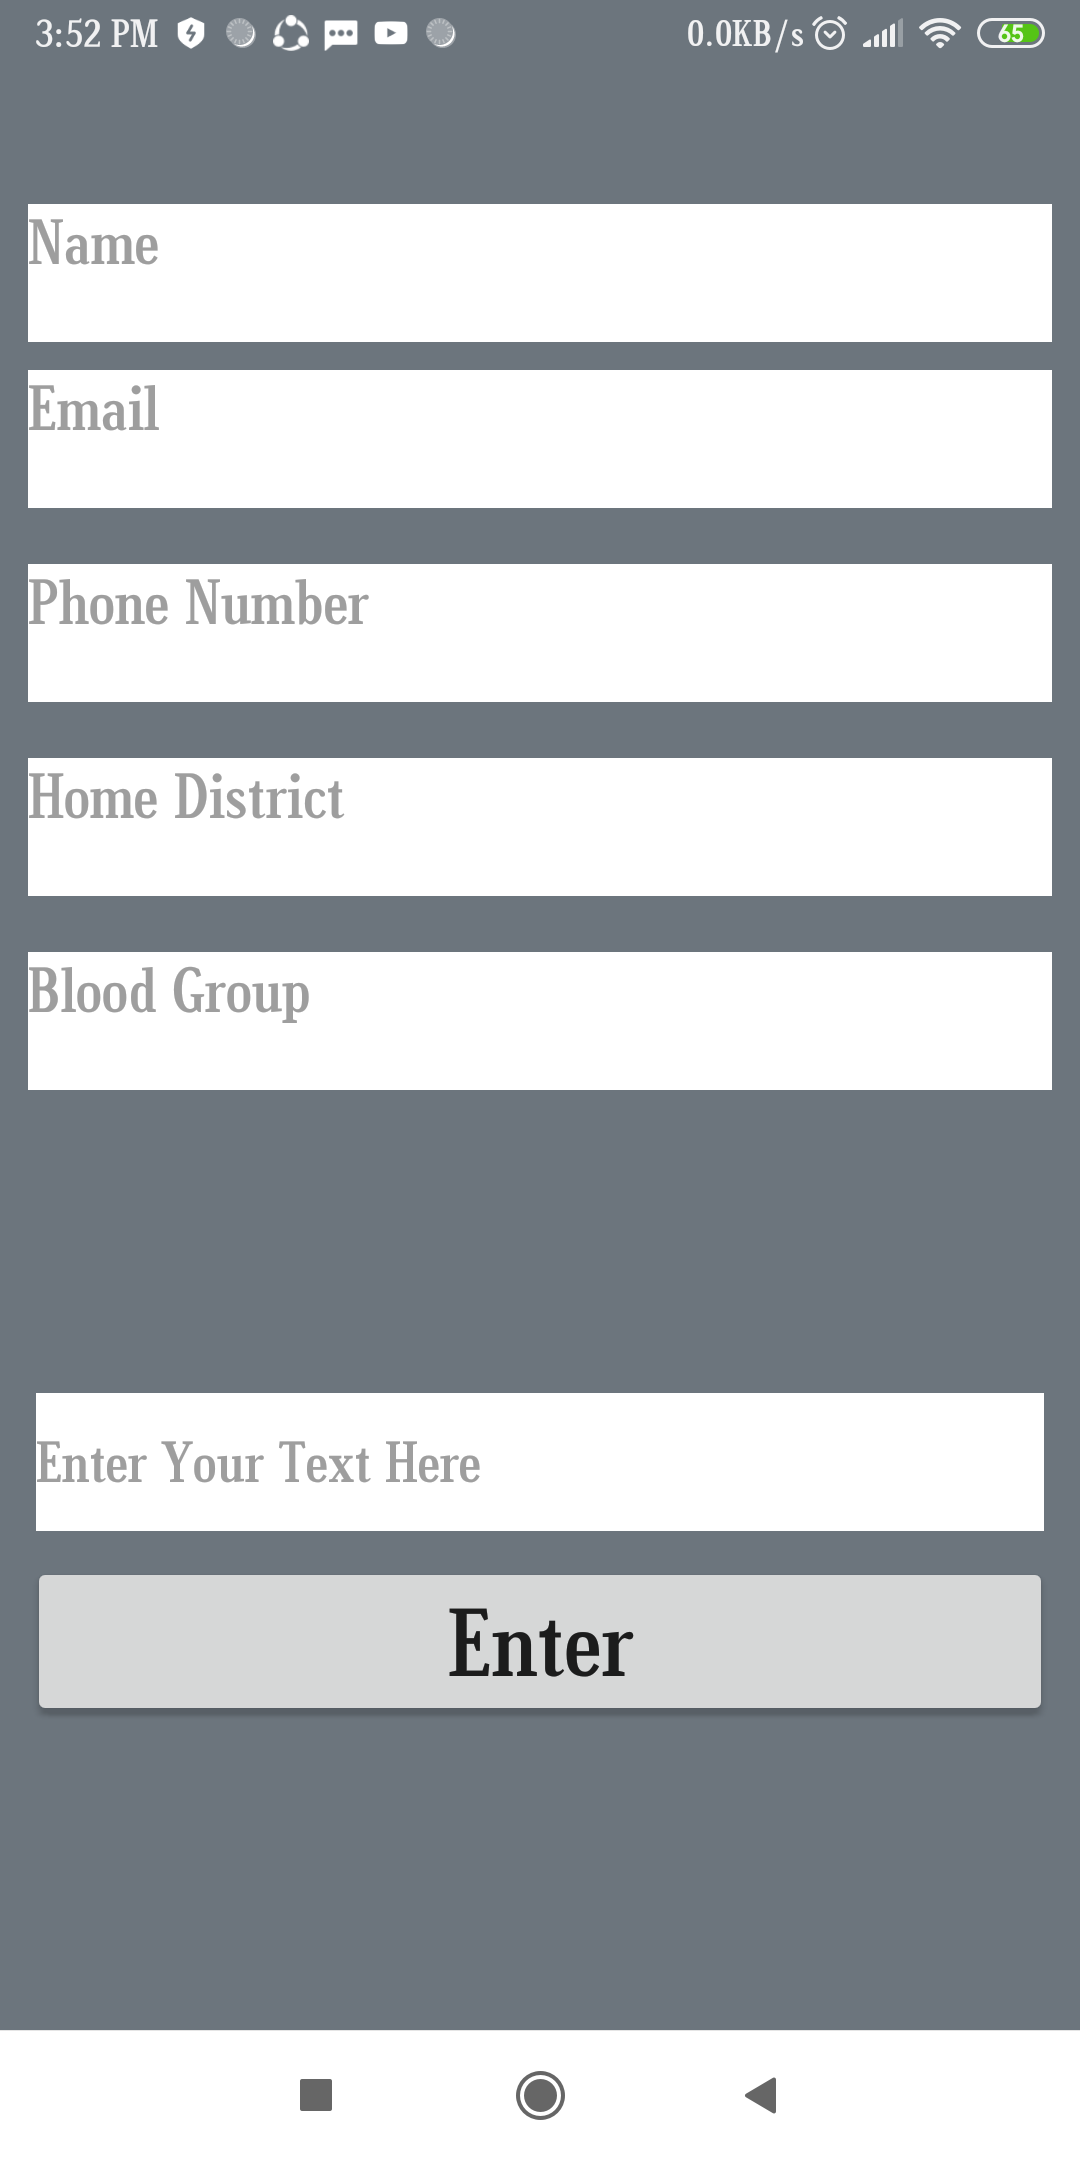 3:52 PM 0.0KB/s 65
Name
Email
Phone Number
Home District
Blood Group
Enter Your Text Here
Enter